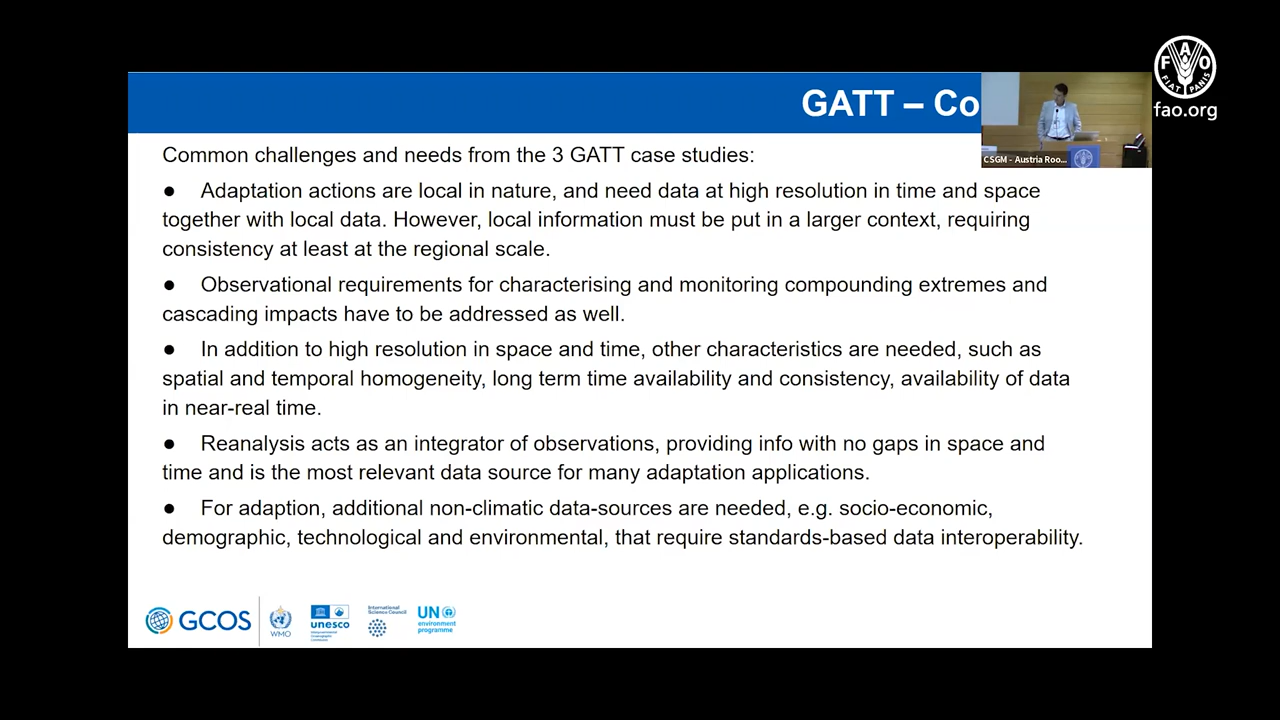 FAO
FIAT PANIS
fao.org
GATT – Co
CSGM - Austria Roo...
Common challenges and needs from the 3 GATT case studies:
● Adaptation actions are local in nature, and need data at high resolution in time and space
together with local data. However, local information must be put in a larger context, requiring
consistency at least at the regional scale.
● Observational requirements for characterising and monitoring compounding extremes and
cascading impacts have to be addressed as well.
● In addition to high resolution in space and time, other characteristics are needed, such as
spatial and temporal homogeneity, long term time availability and consistency, availability of data
in near-real time.
● Reanalysis acts as an integrator of observations, providing info with no gaps in space and
time and is the most relevant data source for many adaptation applications.
● For adaption, additional non-climatic data-sources are needed, e.g. socio-economic,
demographic, technological and environmental, that require standards-based data interoperability.
GCOS
WMO
unesco
Intergovernmental
Oceanographic
Commission
International
Science Council
UN
environment
programme